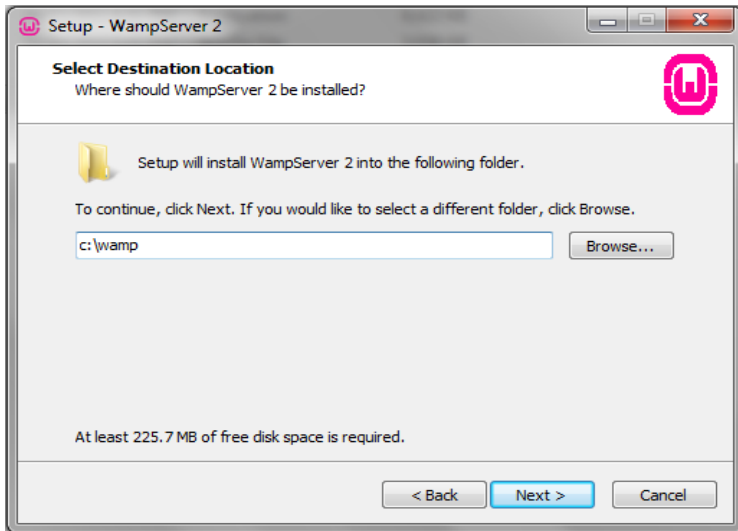 Setup - WampServer 2
Select Destination Location
Where should WampServer 2 be installed?
Setup will install WampServer 2 into the following folder.
To continue, click Next. If you would like to select a different folder, click Browse.
c:\wamp
Browse...
At least 225.7 MB of free disk space is required.
< Back
Next >
Cancel